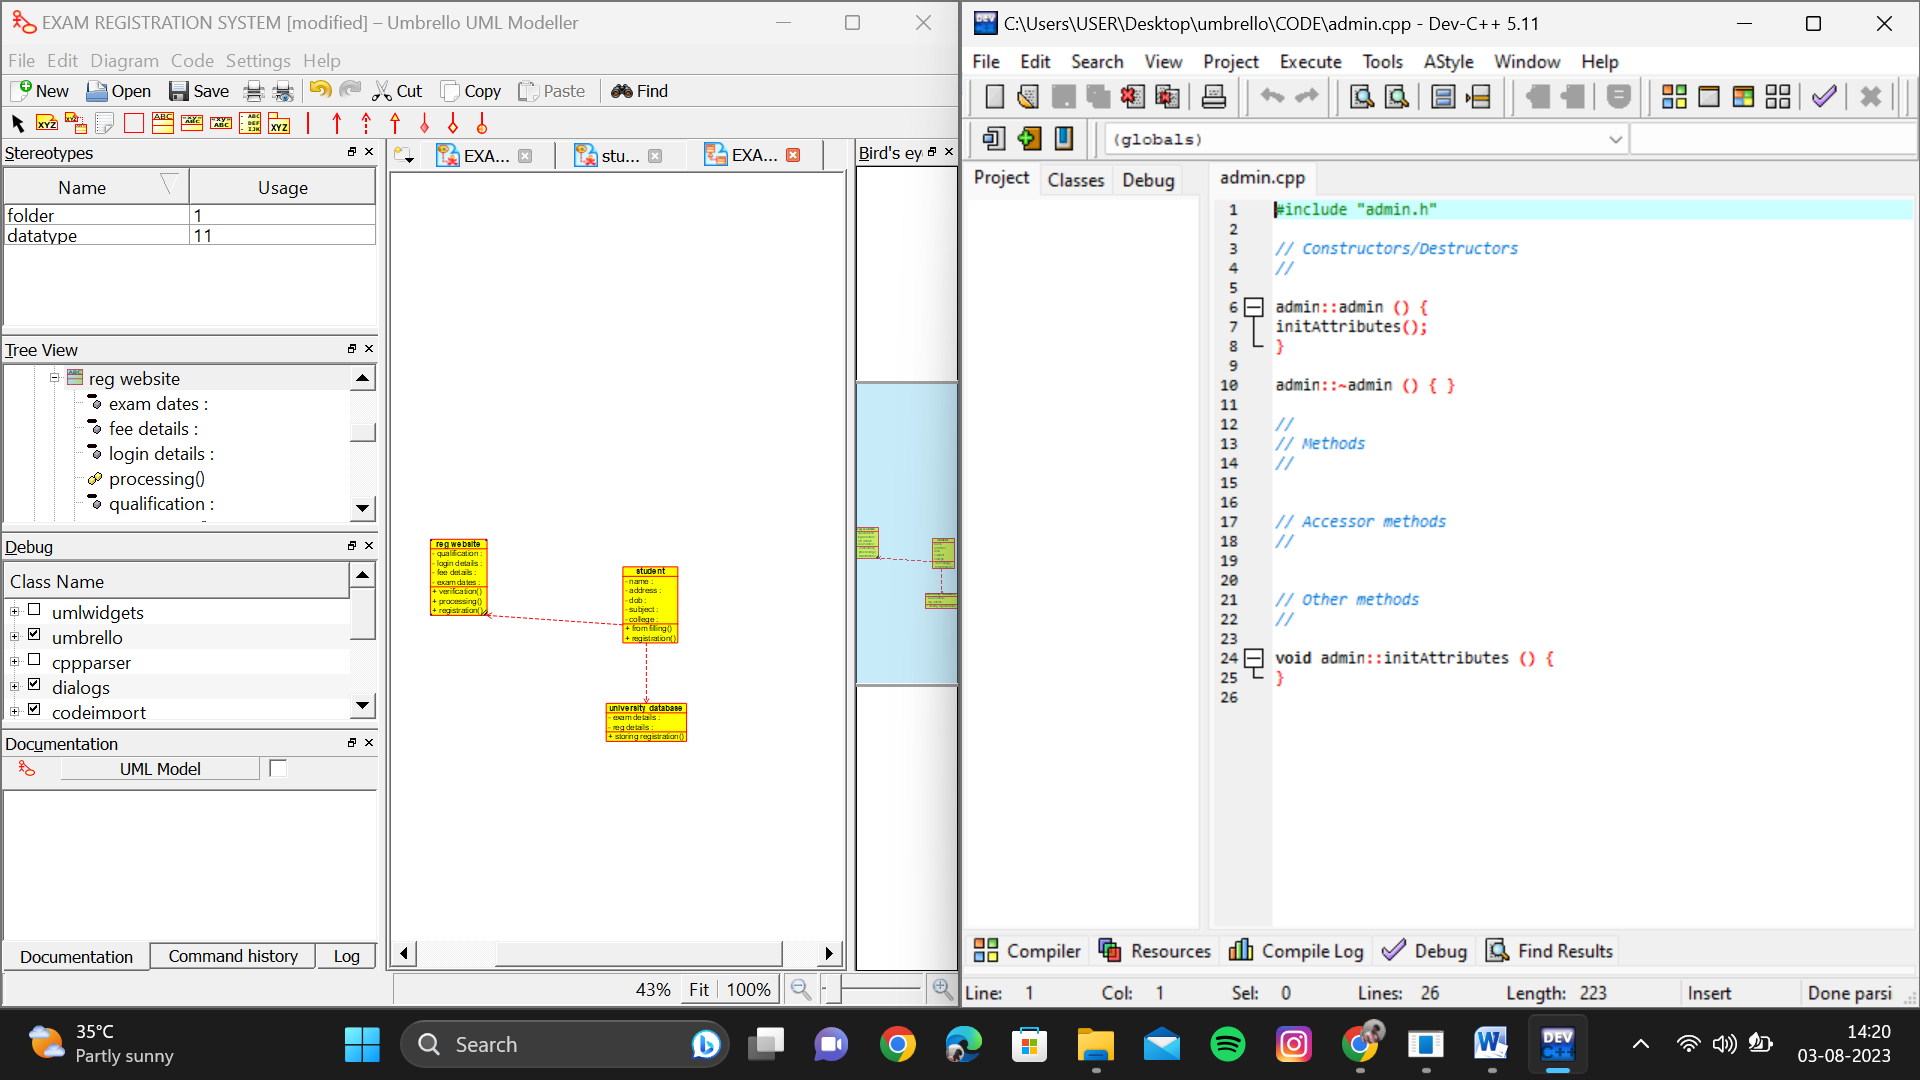 EXAM REGISTRATION SYSTEM [modified] – Umbrello UML Modeller
File Edit Diagram Code Settings Help
New Open Save Cut Copy Paste Find
Stereotypes
Name Usage
folder 1
datatype 11
Tree View
reg website
exam dates :
fee details :
login details :
processing()
qualification :
Debug
Class Name
umlwidgets
umbrello
cppparser
dialogs
codeimport
Documentation
UML Model
Documentation Command history Log
EXA... stu... EXA...
Bird's ey
reg website
- qualification :
- login details :
- fee details :
- exam dates :
+ verification()
+ processing()
+ registration()
student
- name :
- address :
- dob :
- subject :
- college :
+ from filling()
+ registration()
university database
- exam details :
- reg details :
+ storing registration()
43% Fit 100%
C:\Users\USER\Desktop\umbrello\CODE\admin.cpp - Dev-C++ 5.11
File Edit Search View Project Execute Tools AStyle Window Help
(globals)
Project Classes Debug
admin.cpp
1 #include "admin.h"
2
3 // Constructors/Destructors
4 //
5
6 admin::admin () {
7 initAttributes();
8 }
9
10 admin::~admin () { }
11
12 //
13 // Methods
14 //
15
16
17 // Accessor methods
18 //
19
20
21 // Other methods
22 //
23
24 void admin::initAttributes () {
25 }
26
Compiler Resources Compile Log Debug Find Results
Line: 1 Col: 1 Sel: 0 Lines: 26 Length: 223 Insert Done parsi
35°C
Partly sunny
Search
DEV
C++
14:20
03-08-2023